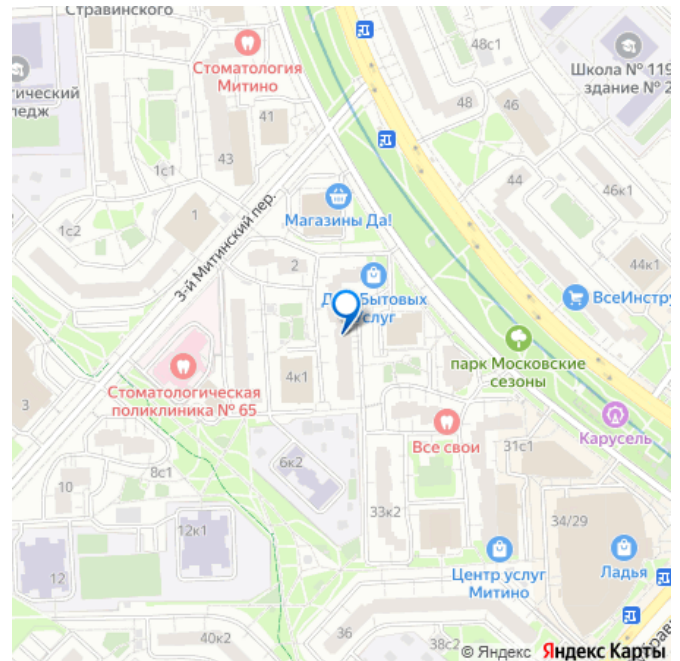 Стравинского
48с1
Школа № 119
здание № 2
Стоматология
Митино
гический
ледж
41
48
46
43
1с1
44
46к1
1
3-й Митинский пер.
Магазины Да!
1с2
2
44к1
Бытовых
слуг
ВсеИнстру
парк Московские
сезоны
4к1
Стоматологическая
поликлиника № 65
3
Карусель
Все свои
31с1
6к2
8с1
10
33к2
34/29
12к1
12
Центр услуг
Митино
Ладья
36
40к2
38с2
© Яндекс Яндекс Карты